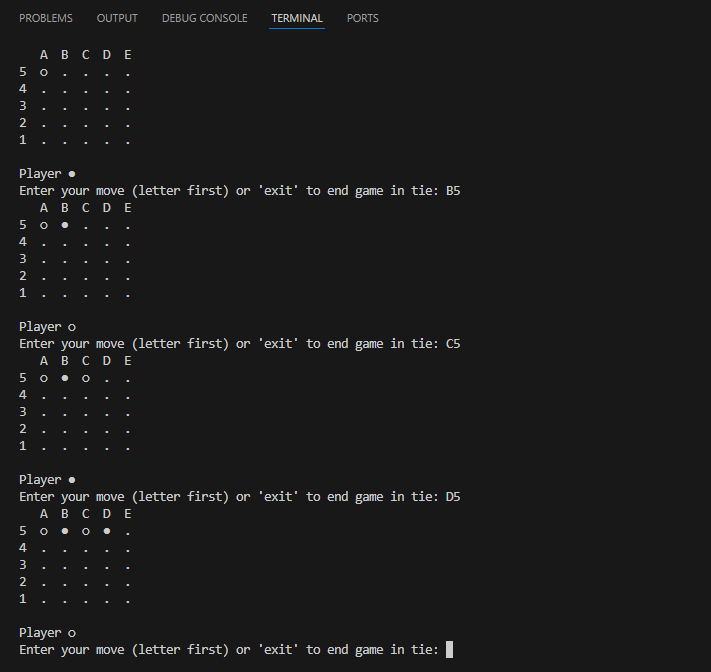 PROBLEMS OUTPUT DEBUG CONSOLE TERMINAL PORTS
A B C D E
5 o . . . .
4 . . . . .
3 . . . . .
2 . . . . .
1 . . . . .
Player ●
Enter your move (letter first) or 'exit' to end game in tie: B5
A B C D E
5 o ● . . .
4 . . . . .
3 . . . . .
2 . . . . .
1 . . . . .
Player o
Enter your move (letter first) or 'exit' to end game in tie: C5
A B C D E
5 o ● o . .
4 . . . . .
3 . . . . .
2 . . . . .
1 . . . . .
Player ●
Enter your move (letter first) or 'exit' to end game in tie: D5
A B C D E
5 o ● o ● .
4 . . . . .
3 . . . . .
2 . . . . .
1 . . . . .
Player o
Enter your move (letter first) or 'exit' to end game in tie: